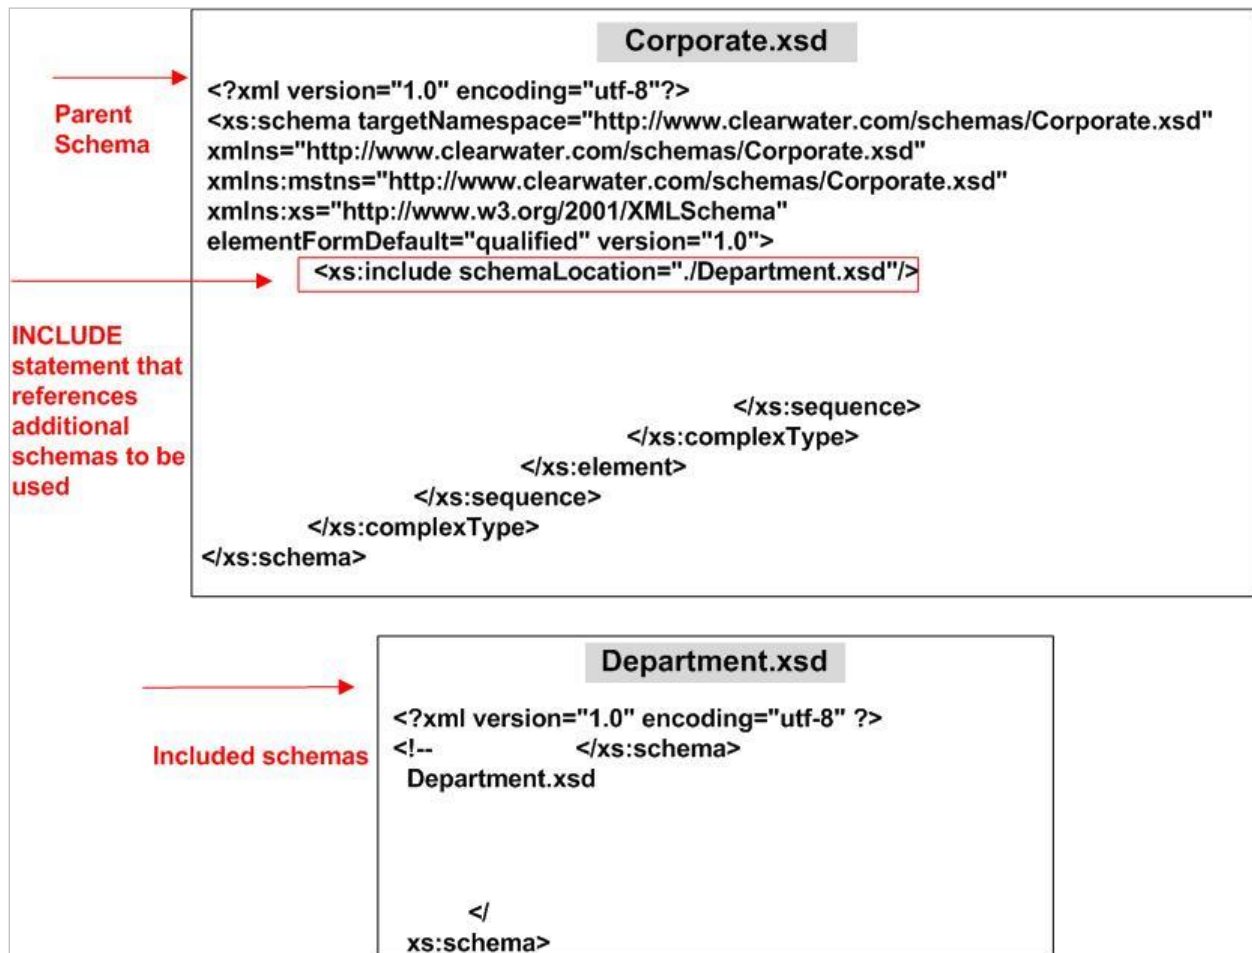 Corporate.xsd
Parent
Schema
<?xml version="1.0" encoding="utf-8"?>
<xs:schema targetNamespace="http://www.clearwater.com/schemas/Corporate.xsd"
xmlns="http://www.clearwater.com/schemas/Corporate.xsd"
xmlns:mstns="http://www.clearwater.com/schemas/Corporate.xsd"
xmlns:xs="http://www.w3.org/2001/XMLSchema"
elementFormDefault="qualified" version="1.0">
<xs:include schemaLocation="./Department.xsd"/>
INCLUDE
statement that
references
additional
schemas to be
used
</xs:sequence>
</xs:complexType>
</xs:element>
</xs:sequence>
</xs:complexType>
</xs:schema>
Department.xsd
Included schemas
<?xml version="1.0" encoding="utf-8" ?>
<!-- </xs:schema>
Department.xsd
</
xs:schema>